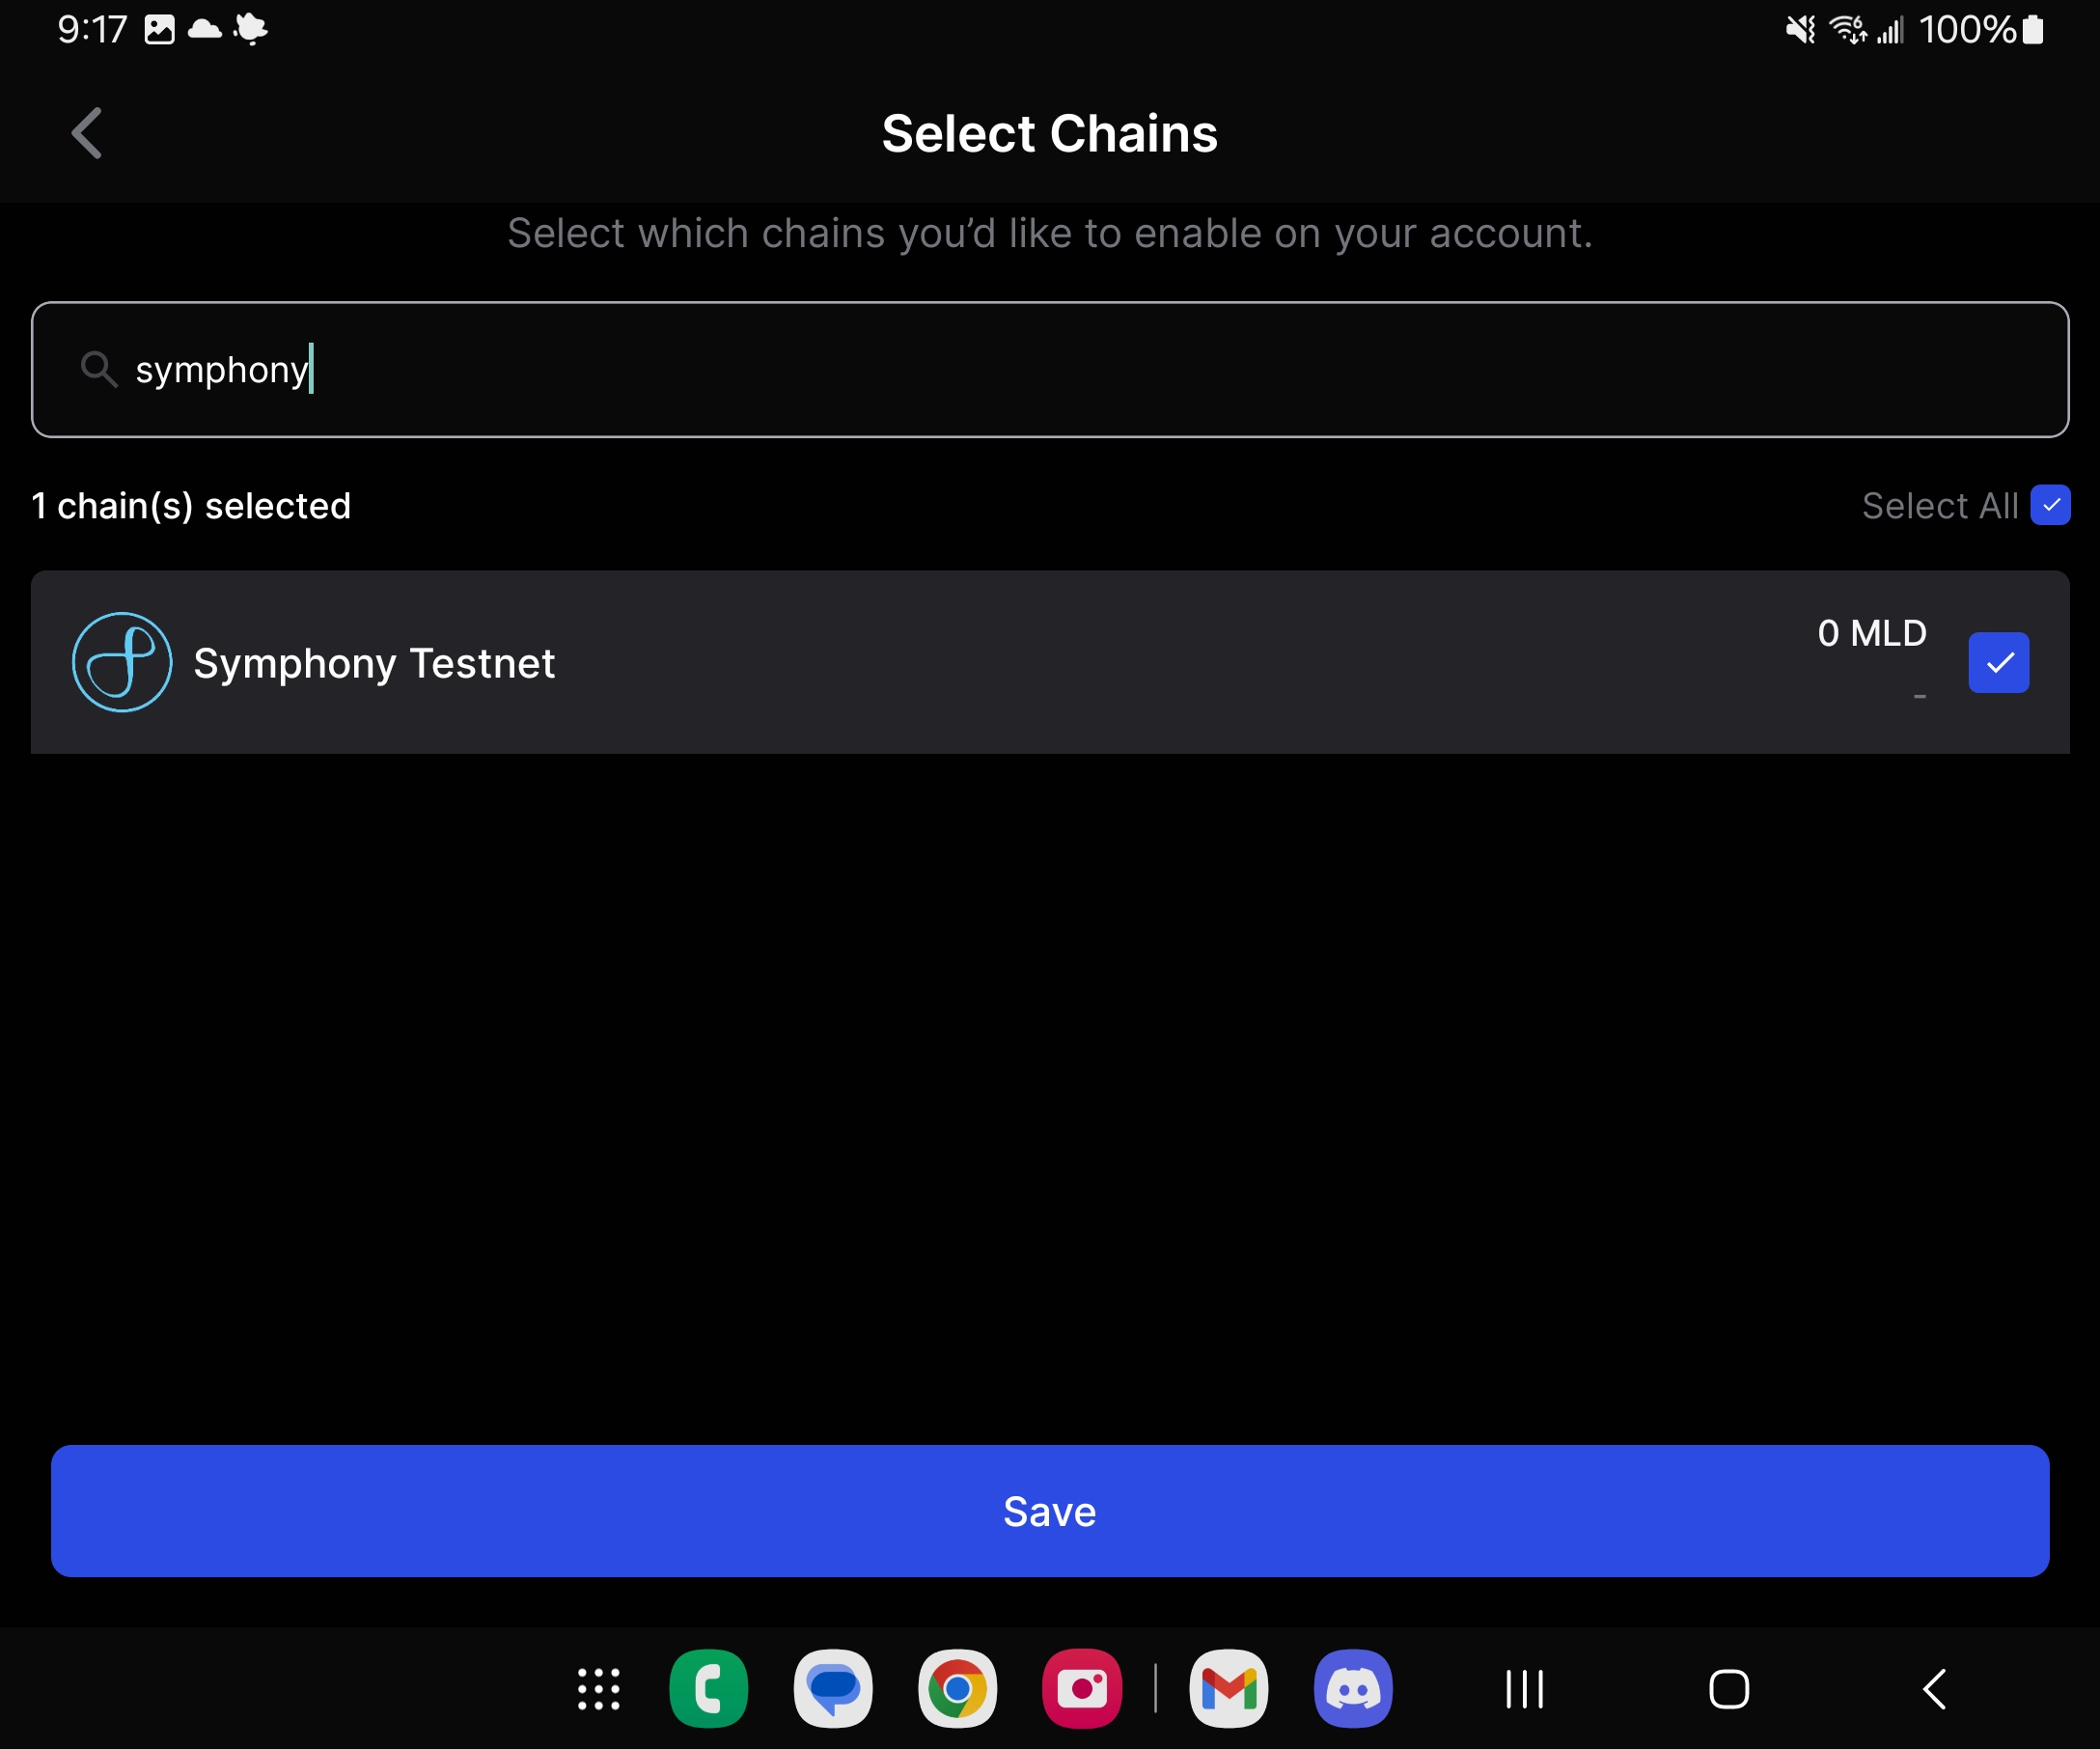 9:17
100%
Select Chains
Select which chains you’d like to enable on your account.
symphony
1 chain(s) selected
Select All
Symphony Testnet
0 MLD
-
Save